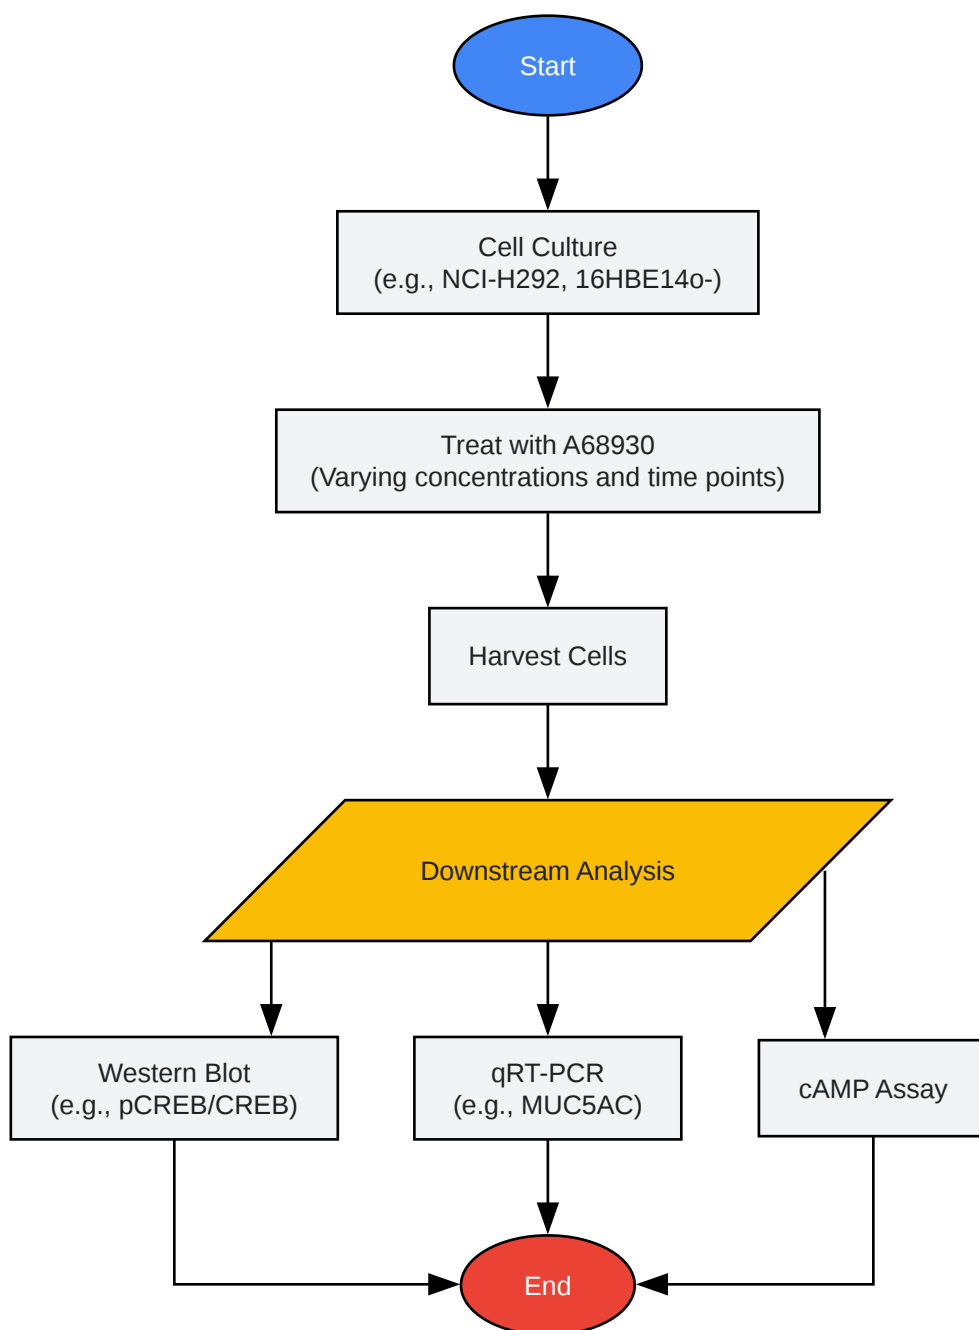 Start
Cell Culture
(e.g., NCI-H292, 16HBE14o-)
Treat with A68930
(Varying concentrations and time points)
Harvest Cells
Downstream Analysis
Western Blot
(e.g., pCREB/CREB)
qRT-PCR
(e.g., MUC5AC)
cAMP Assay
End